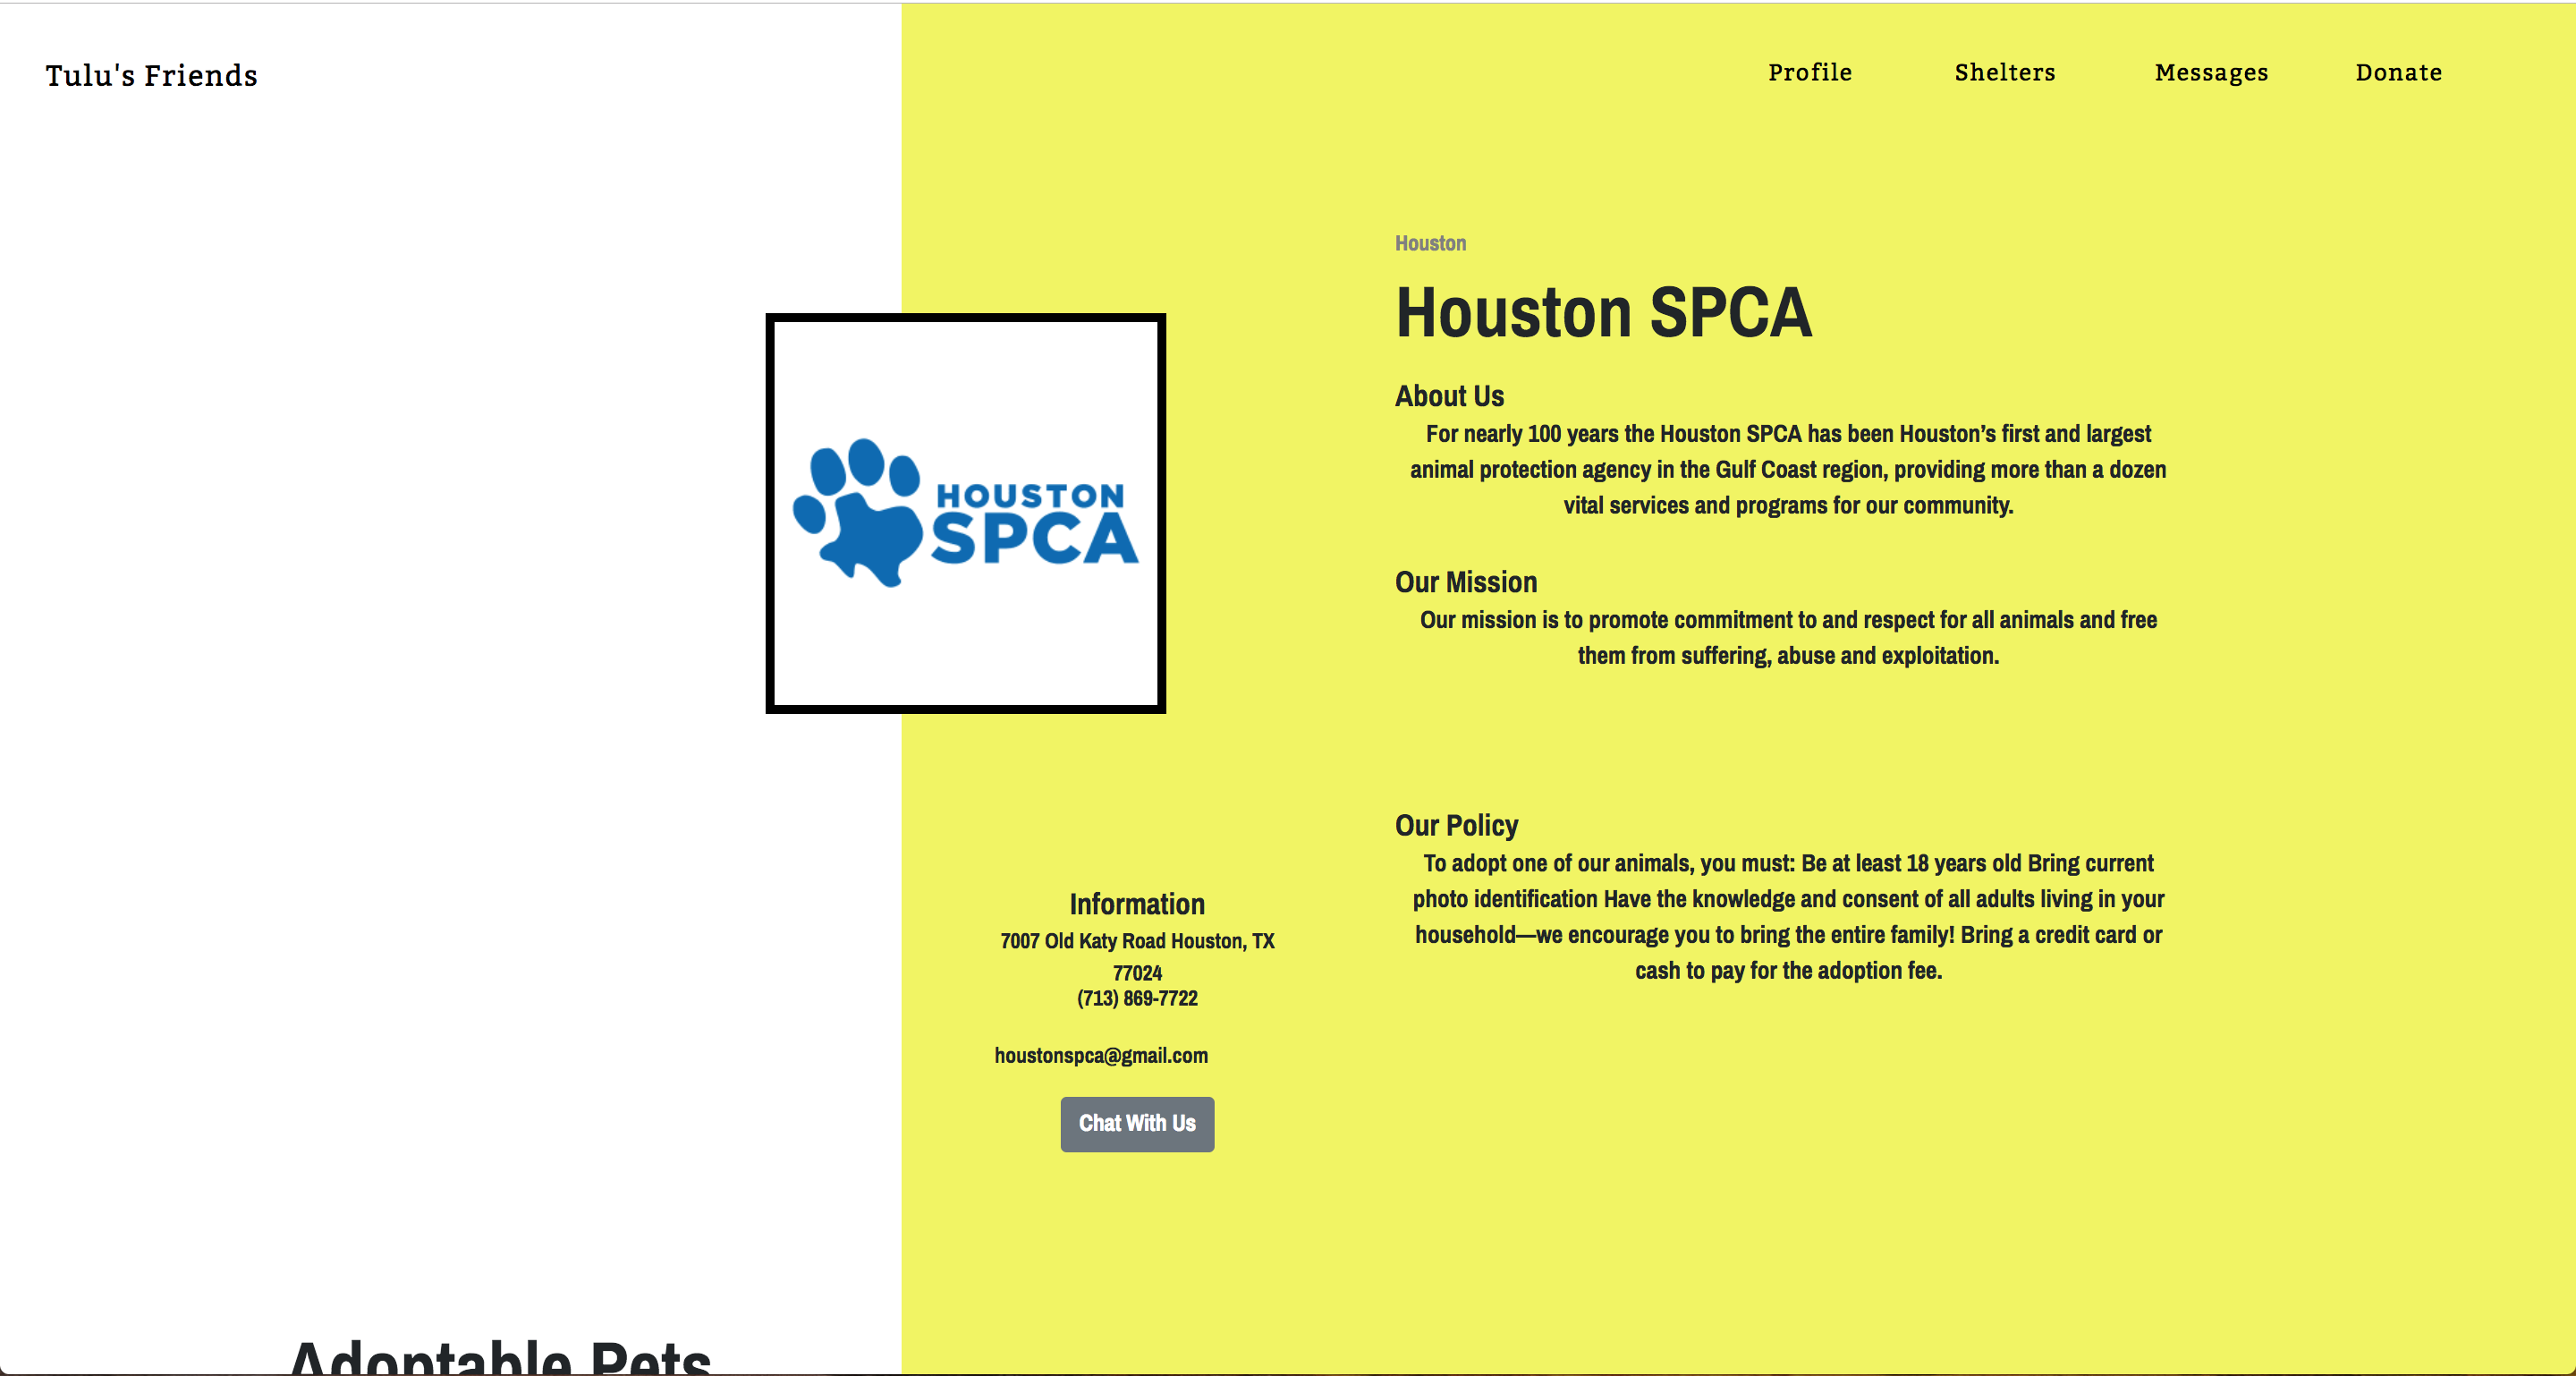 Tulu's Friends
Profile
Shelters
Messages
Donate
Houston
Houston SPCA
HOUSTON
SPCA
About Us
For nearly 100 years the Houston SPCA has been Houston’s first and largest
animal protection agency in the Gulf Coast region, providing more than a dozen
vital services and programs for our community.
Our Mission
Our mission is to promote commitment to and respect for all animals and free
them from suffering, abuse and exploitation.
Our Policy
To adopt one of our animals, you must: Be at least 18 years old Bring current
photo identification Have the knowledge and consent of all adults living in your
household—we encourage you to bring the entire family! Bring a credit card or
cash to pay for the adoption fee.
Information
7007 Old Katy Road Houston, TX
77024
(713) 869-7722
houstonspca@gmail.com
Chat With Us
Adoptable Pets